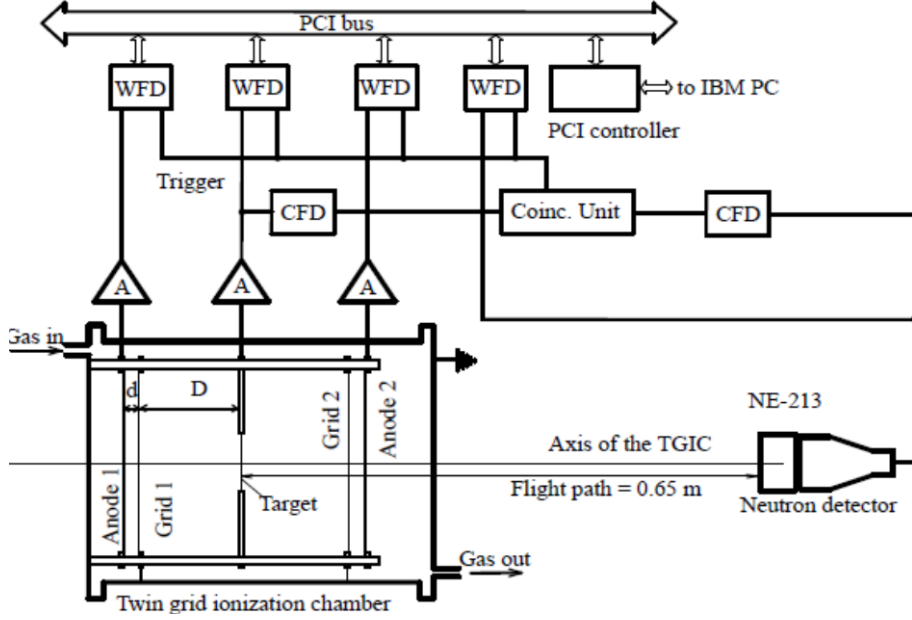 PCI bus
WFD WFD WFD WFD
to IBM PC
PCI controller
Trigger
CFD Coinc. Unit CFD
A A A
Gas in
d D
Grid 2
Anode 2
NE-213
Axis of the TGIC
Anode 1
Grid 1
Target
Flight path = 0.65 m
Neutron detector
Gas out
Twin grid ionization chamber